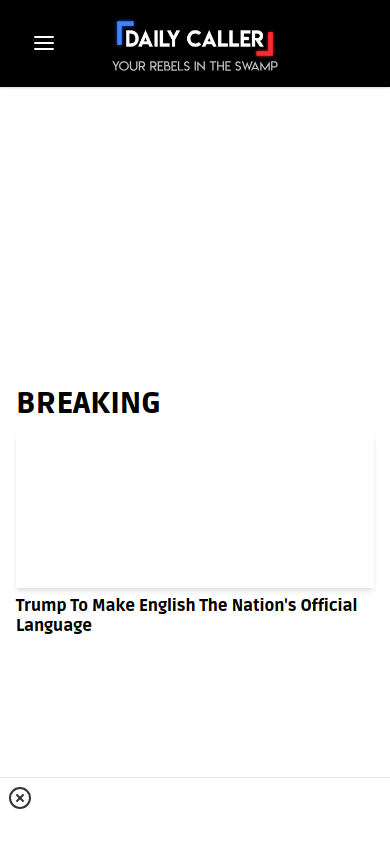 DAILY CALLER
YOUR REBELS IN THE SWAMP
BREAKING
Trump To Make English The Nation's Official
Language